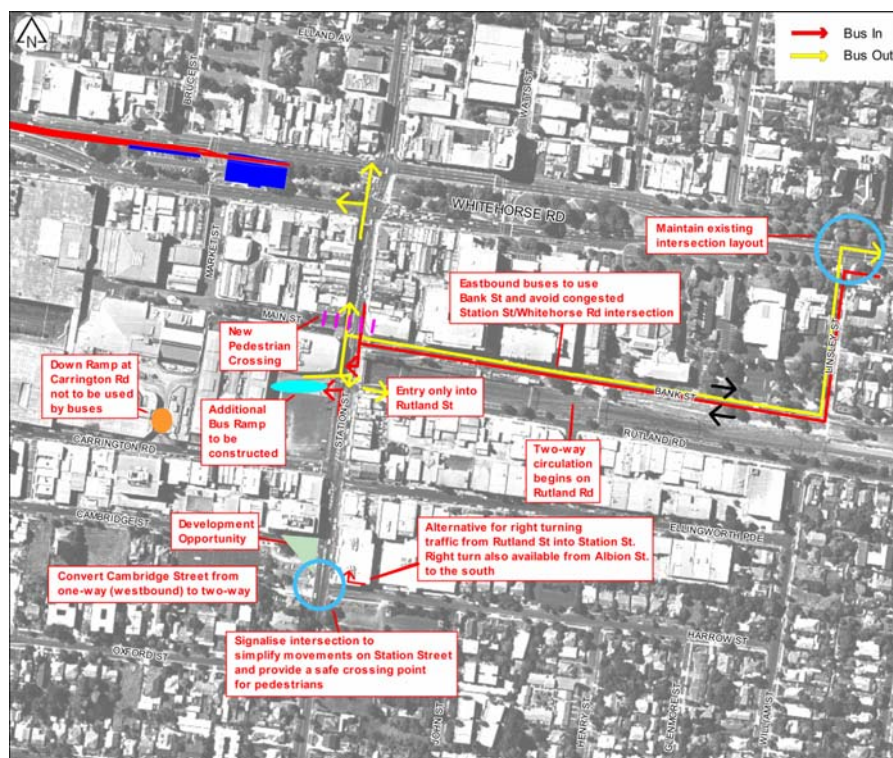 N
Bus In
Bus Out
ELLAND AV
BRUCE ST
WATTS ST
WHITEHORSE RD
Maintain existing
intersection layout
MARKET ST
Eastbound buses to use
Bank St and avoid congested
Station St/Whitehorse Rd intersection
MAIN ST
New
Pedestrian
Crossing
LINSLEY ST
Down Ramp at
Carrington Rd
not to be used
by buses
Additional
Bus Ramp
to be
constructed
STATION ST
Entry only into
Rutland St
BANK ST
RUTLAND RD
CARRINGTON RD
Two-way
circulation
begins on
Rutland Rd
CAMBRIDGE ST
Development
Opportunity
Alternative for right turning
traffic from Rutland St into Station St.
Right turn also available from Albion St.
to the south
ELLINGWORTH PDE
Convert Cambridge Street from
one-way (westbound) to two-way
HARROW ST
OXFORD ST
Signalise intersection to
simplify movements on Station Street
and provide a safe crossing point
for pedestrians
JOHN ST
HENRY ST
GLENMORE ST
WILLIAM ST